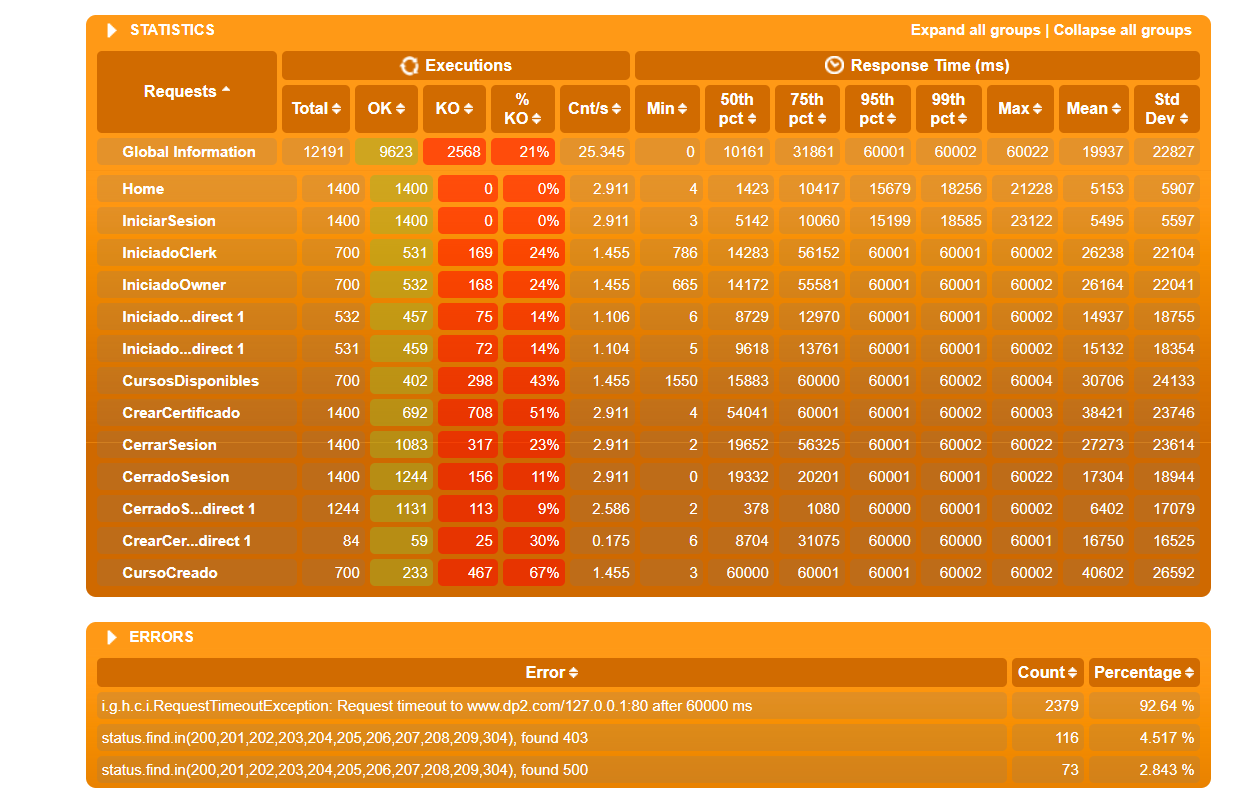 STATISTICS Expand all groups | Collapse all groups
Requests Executions Response Time (ms)
Total OK KO % KO Cnt/s Min 50th pct 75th pct 95th pct 99th pct Max Mean Std Dev
Global Information 12191 9623 2568 21% 25.345 0 10161 31861 60001 60002 60022 19937 22827
Home 1400 1400 0 0% 2.911 4 1423 10417 15679 18256 21228 5153 5907
IniciarSesion 1400 1400 0 0% 2.911 3 5142 10060 15199 18585 23122 5495 5597
IniciadoClerk 700 531 169 24% 1.455 786 14283 56152 60001 60001 60002 26238 22104
IniciadoOwner 700 532 168 24% 1.455 665 14172 55581 60001 60001 60002 26164 22041
Iniciado...direct 1 532 457 75 14% 1.106 6 8729 12970 60001 60001 60002 14937 18755
Iniciado...direct 1 531 459 72 14% 1.104 5 9618 13761 60001 60001 60002 15132 18354
CursosDisponibles 700 402 298 43% 1.455 1550 15883 60000 60001 60002 60004 30706 24133
CrearCertificado 1400 692 708 51% 2.911 4 54041 60001 60001 60002 60003 38421 23746
CerrarSesion 1400 1083 317 23% 2.911 2 19652 56325 60001 60002 60022 27273 23614
CerradoSesion 1400 1244 156 11% 2.911 0 19332 20201 60001 60001 60022 17304 18944
CerradoS...direct 1 1244 1131 113 9% 2.586 2 378 1080 60000 60001 60002 6402 17079
CrearCer...direct 1 84 59 25 30% 0.175 6 8704 31075 60000 60000 60001 16750 16525
CursoCreado 700 233 467 67% 1.455 3 60000 60001 60001 60002 60002 40602 26592
ERRORS
Error Count Percentage
i.g.h.c.i.RequestTimeoutException: Request timeout to www.dp2.com/127.0.0.1:80 after 60000 ms 2379 92.64 %
status.find.in(200,201,202,203,204,205,206,207,208,209,304), found 403 116 4.517 %
status.find.in(200,201,202,203,204,205,206,207,208,209,304), found 500 73 2.843 %